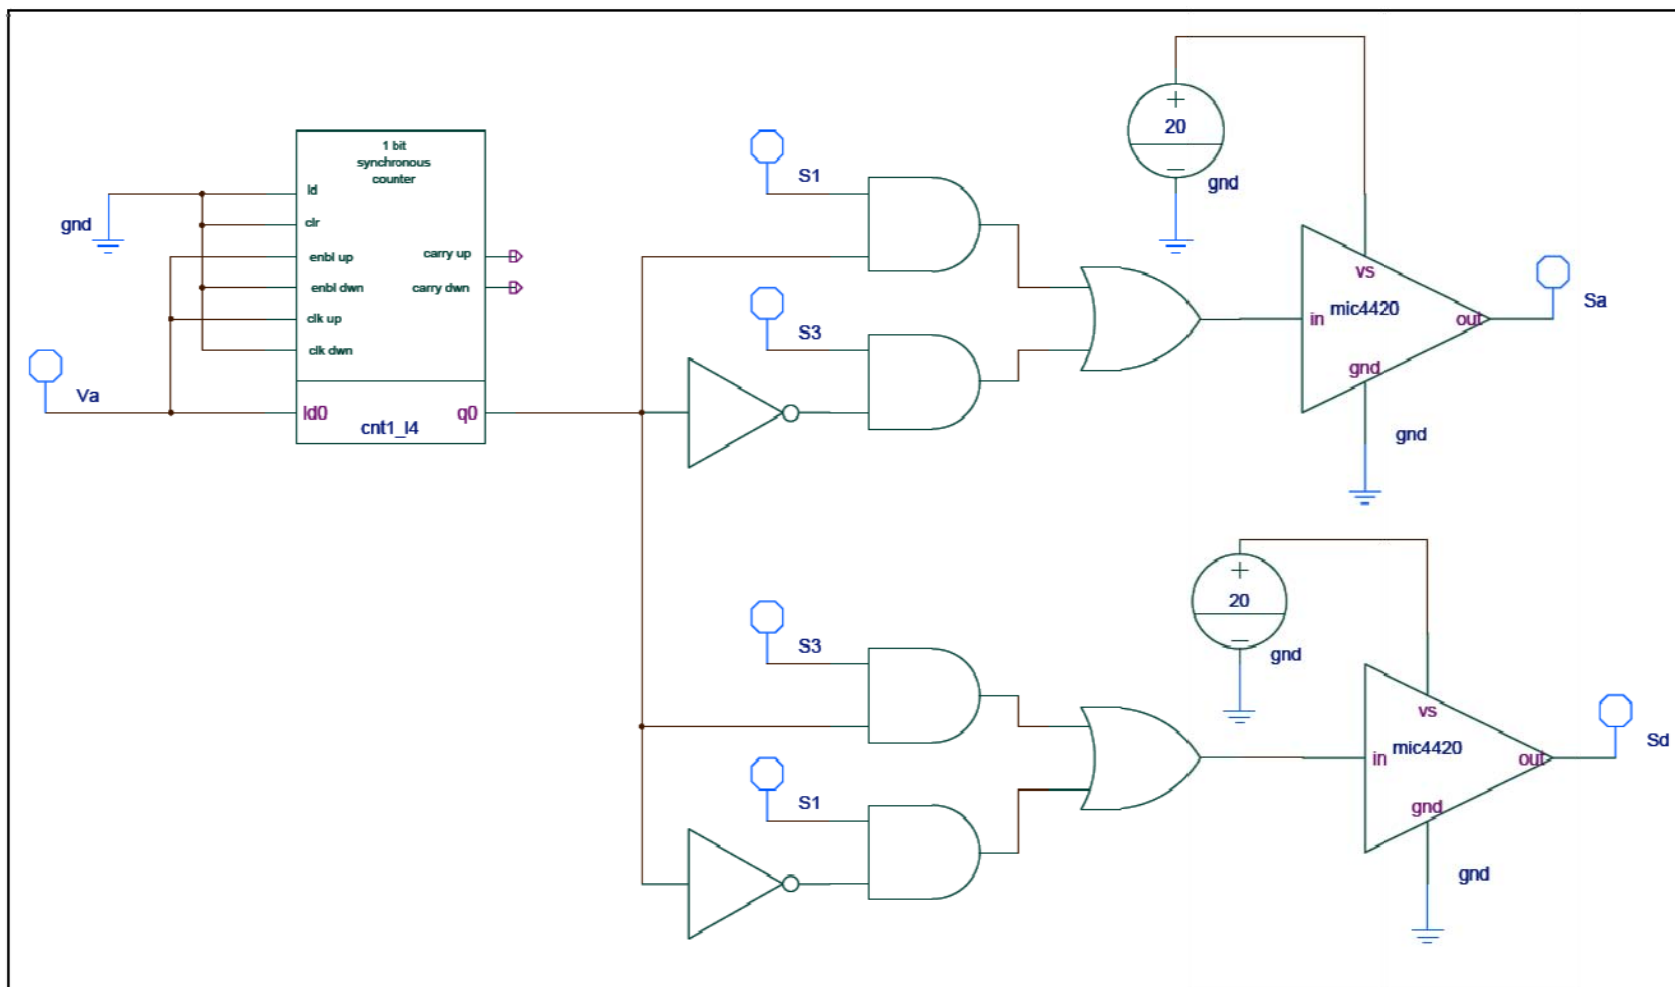 1 bit
synchronous
counter
ld
clr
enbl up
enbl dwn
clk up
clk dwn
carry up
carry dwn
ld0
q0
cnt1_l4
gnd
Va
S1
S3
+
20
−
gnd
vs
mic4420
in
out
gnd
gnd
Sa
S3
S1
+
20
−
gnd
vs
mic4420
in
out
gnd
gnd
Sd